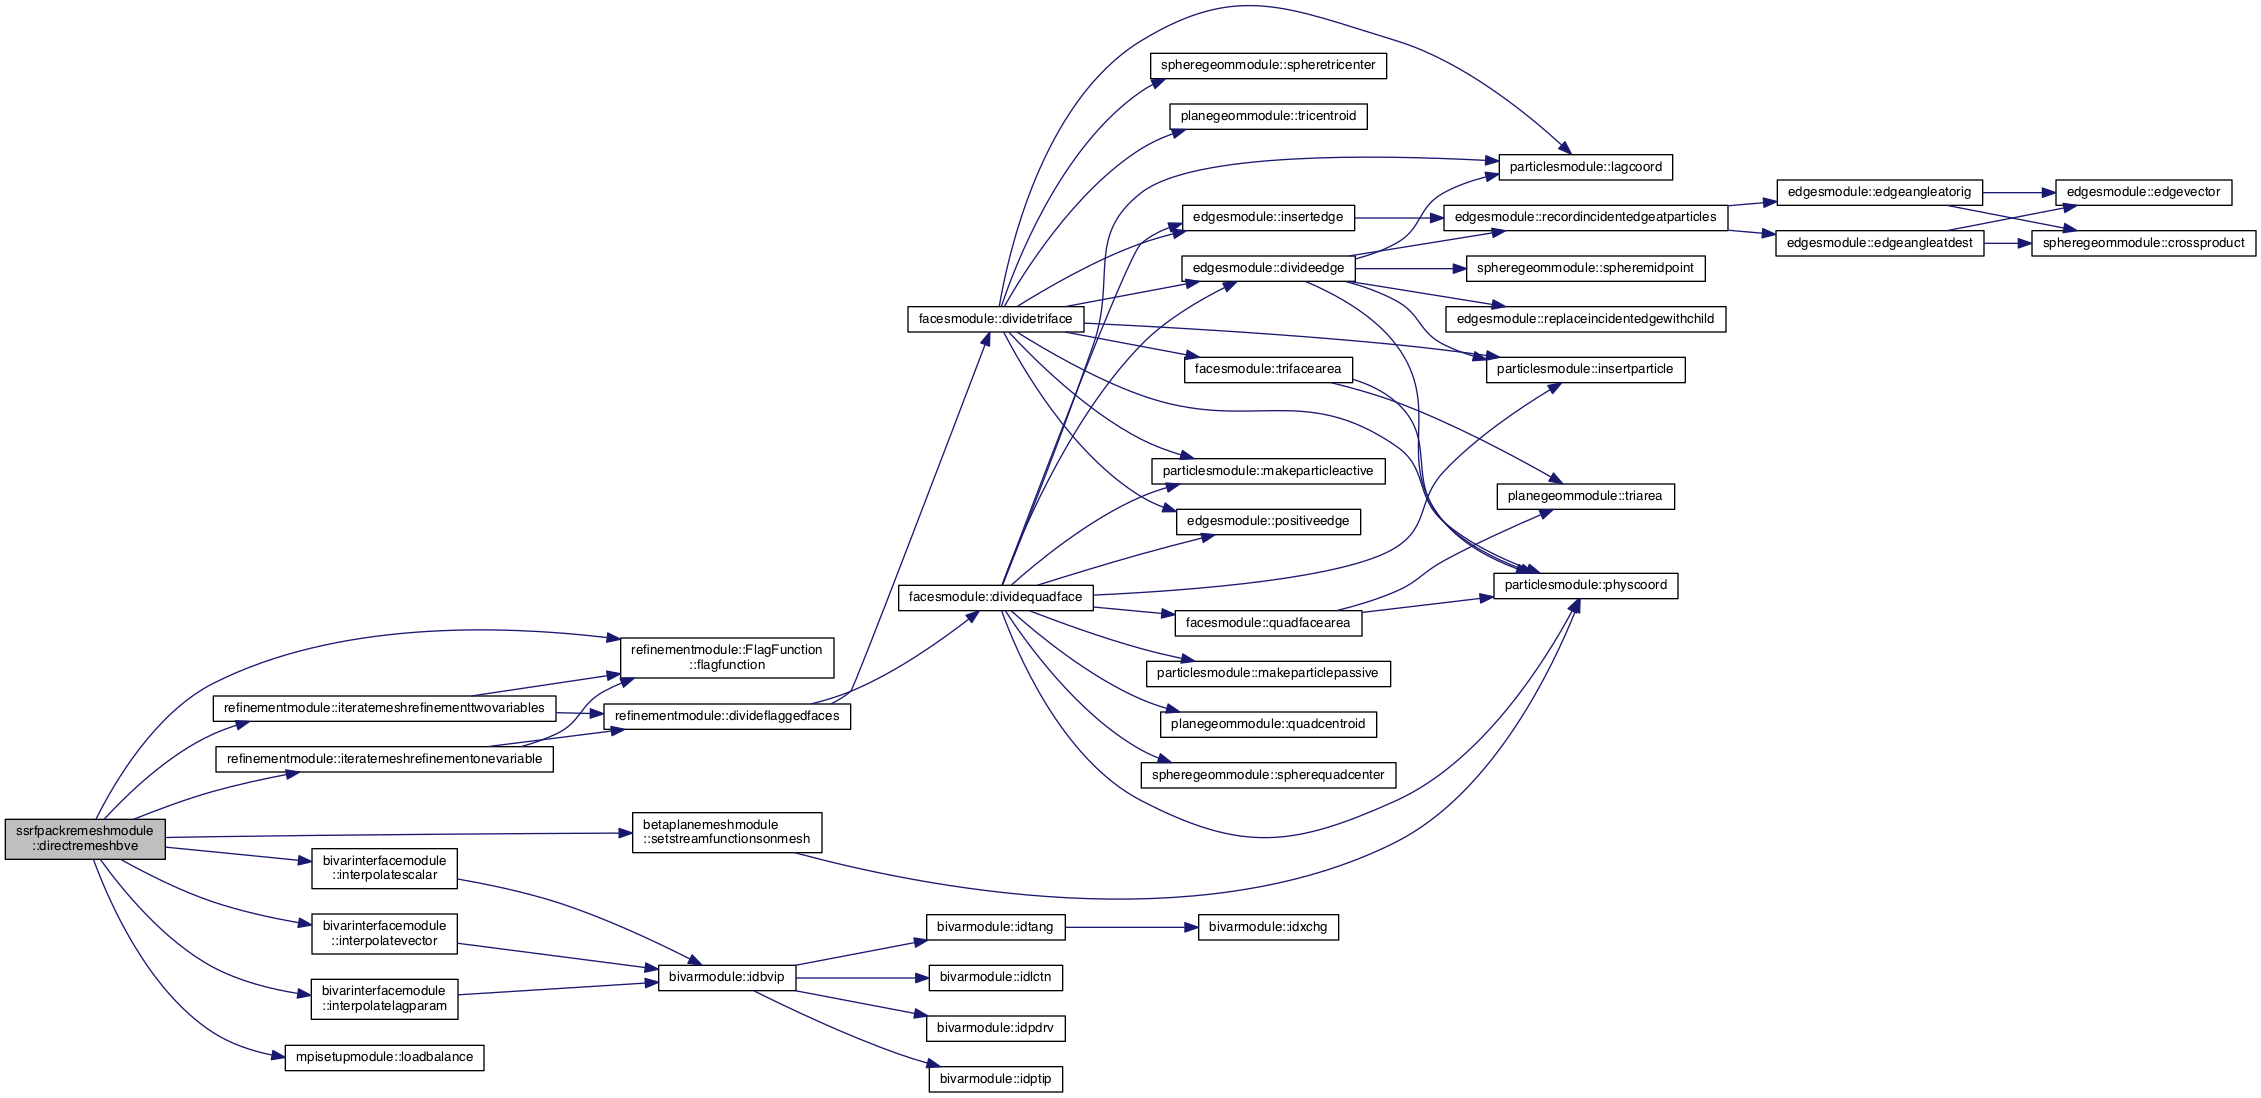 ssrfpackremeshmodule
::directremeshbve
refinementmodule::FlagFunction
::flagfunction
refinementmodule::iteratemeshrefinementtwovariables
refinementmodule::iteratemeshrefinementonevariable
refinementmodule::divideflaggedfaces
betaplanemeshmodule
::setstreamfunctionsonmesh
bivarinterfacemodule
::interpolatescalar
bivarinterfacemodule
::interpolatevector
bivarinterfacemodule
::interpolatelagparam
mpisetupmodule::loadbalance
bivarmodule::idbvip
facesmodule::dividetriface
facesmodule::dividequadface
bivarmodule::idtang
bivarmodule::idlctn
bivarmodule::idpdrv
bivarmodule::idptip
bivarmodule::idxchg
spheregeommodule::spheretricenter
planegeommodule::tricentroid
edgesmodule::insertedge
edgesmodule::divideedge
facesmodule::trifacearea
particlesmodule::makeparticleactive
edgesmodule::positiveedge
facesmodule::quadfacearea
particlesmodule::makeparticlepassive
planegeommodule::quadcentroid
spheregeommodule::spherequadcenter
particlesmodule::lagcoord
edgesmodule::recordincidentedgeatparticles
spheregeommodule::spheremidpoint
edgesmodule::replaceincidentedgewithchild
particlesmodule::insertparticle
planegeommodule::triarea
particlesmodule::physcoord
edgesmodule::edgeangleatorig
edgesmodule::edgeangleatdest
edgesmodule::edgevector
spheregeommodule::crossproduct